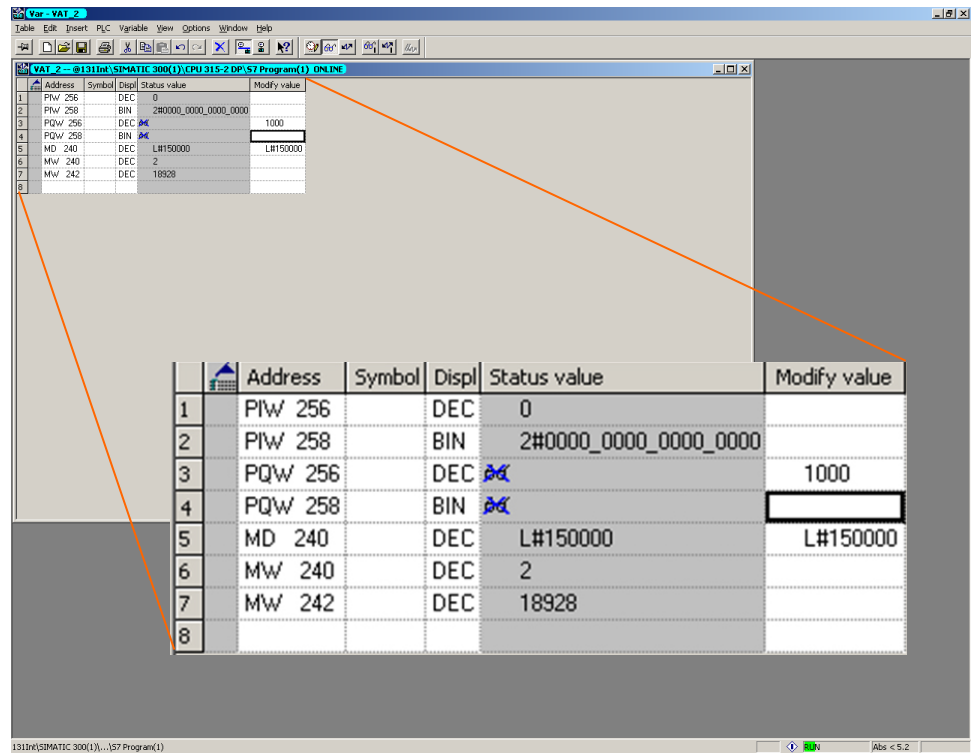 Var - VAT_2
Table Edit Insert PLC Variable View Options Window Help
VAT_2 -- @131Int\SIMATIC 300(1)\CPU 315-2 DP\S7 Program(1) ONLINE
Address Symbol Displ Status value Modify value
1 PIW 256 DEC 0
2 PIW 258 BIN 2#0000_0000_0000_0000
3 PQW 256 DEC 1000
4 PQW 258 BIN
5 MD 240 DEC L#150000 L#150000
6 MW 240 DEC 2
7 MW 242 DEC 18928
8
Address Symbol Displ Status value Modify value
1 PIW 256 DEC 0
2 PIW 258 BIN 2#0000_0000_0000_0000
3 PQW 256 DEC 1000
4 PQW 258 BIN
5 MD 240 DEC L#150000 L#150000
6 MW 240 DEC 2
7 MW 242 DEC 18928
8
131Int\SIMATIC 300(1)\...\S7 Program(1) RUN Abs < 5.2